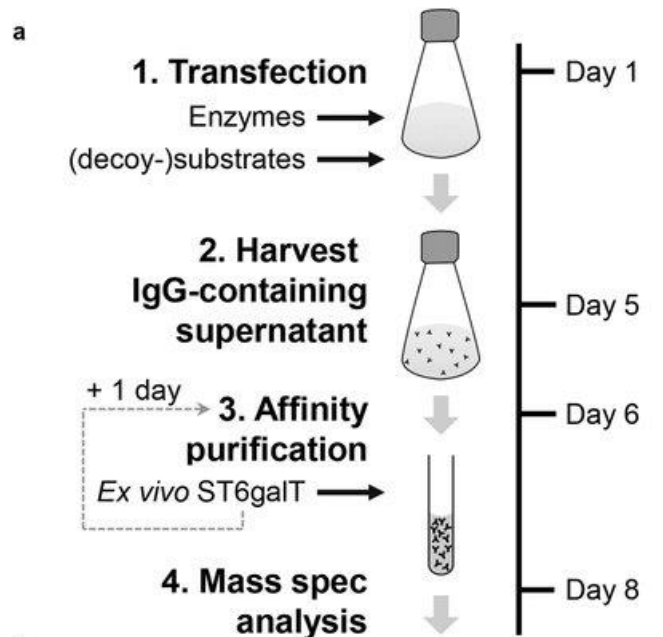 a
1. Transfection
Enzymes
(decoy-)substrates
Day 1
2. Harvest
IgG-containing
supernatant
Day 5
+ 1 day
3. Affinity
purification
Day 6
Ex vivo ST6galT
4. Mass spec
analysis
Day 8